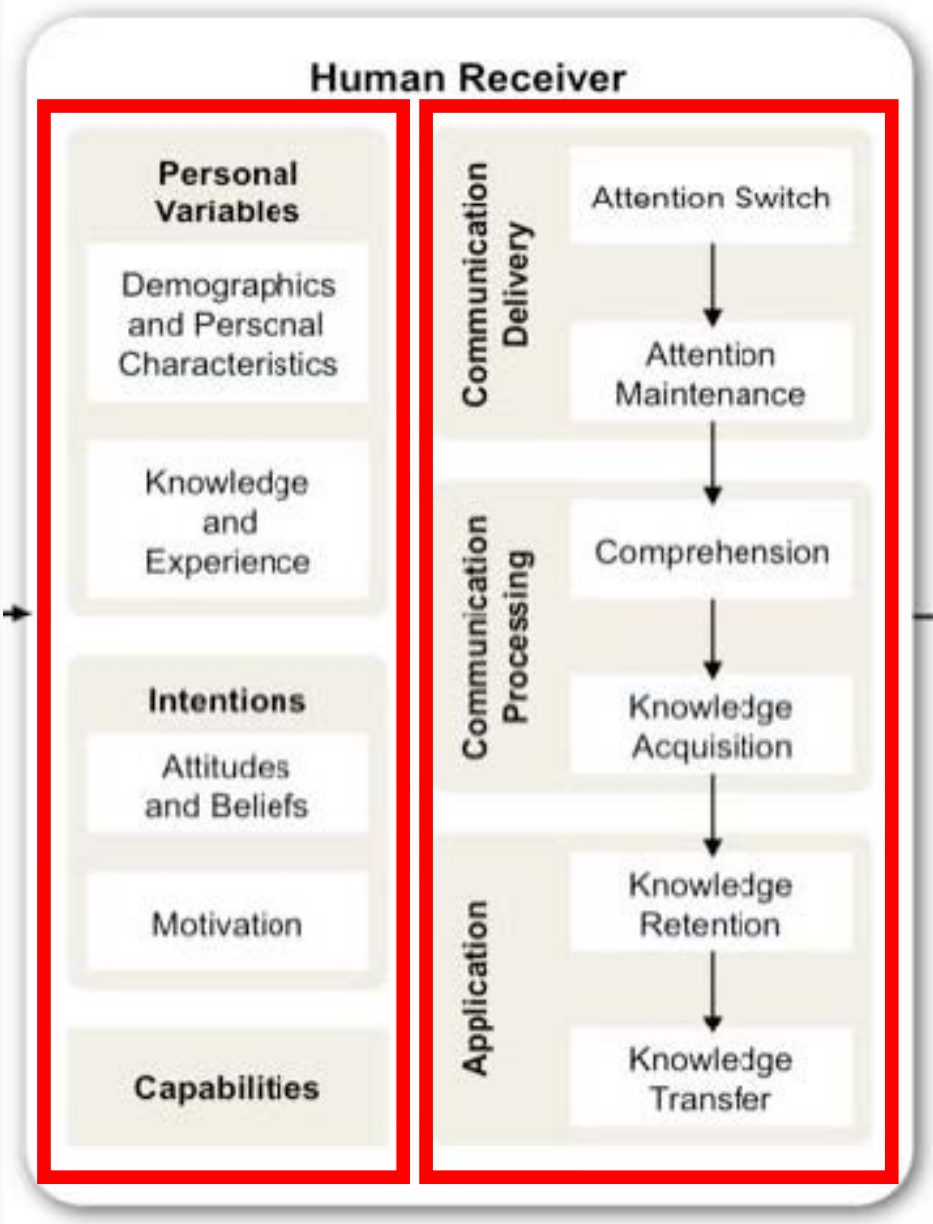 Human Receiver
Personal
Variables
Demographics
and Personal
Characteristics
Knowledge
and
Experience
Intentions
Attitudes
and Beliefs
Motivation
Capabilities
Communication
Delivery
Attention Switch
Attention
Maintenance
Communication
Processing
Comprehension
Knowledge
Acquisition
Application
Knowledge
Retention
Knowledge
Transfer